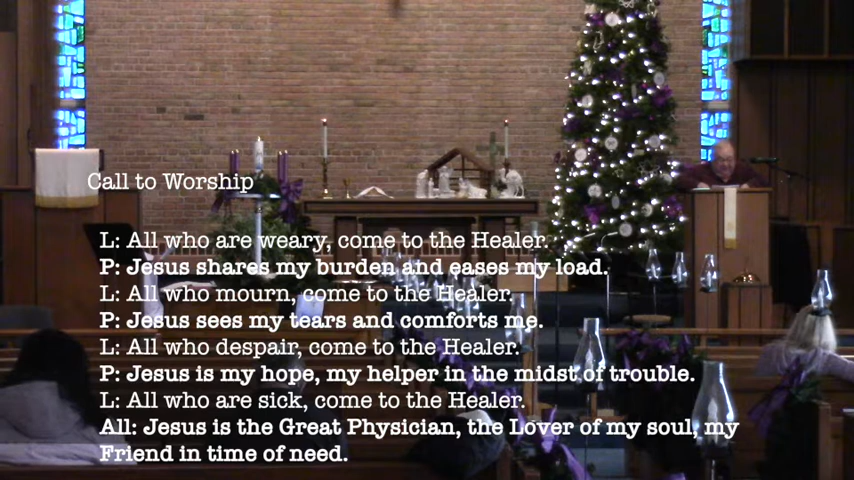 Call to Worship
L: All who are weary, come to the Healer.
P: Jesus shares my burden and eases my load.
L: All who mourn, come to the Healer.
P: Jesus sees my tears and comforts me.
L: All who despair, come to the Healer.
P: Jesus is my hope, my helper in the midst of trouble.
L: All who are sick, come to the Healer.
All: Jesus is the Great Physician, the Lover of my soul, my
Friend in time of need.